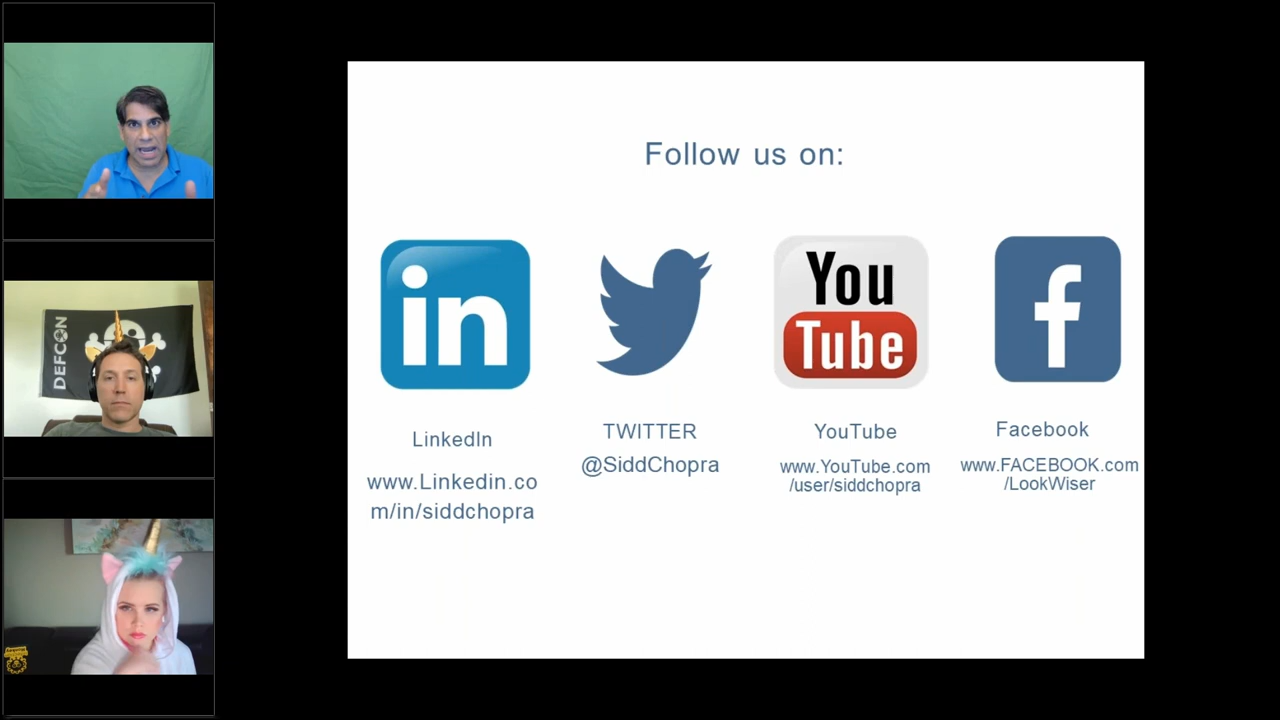 Follow us on:
in
You
Tube
f
LinkedIn
www.Linkedin.co
m/in/siddchopra
TWITTER
@SiddChopra
YouTube
www.YouTube.com
/user/siddchopra
Facebook
www.FACEBOOK.com
/LookWiser
DEFCON